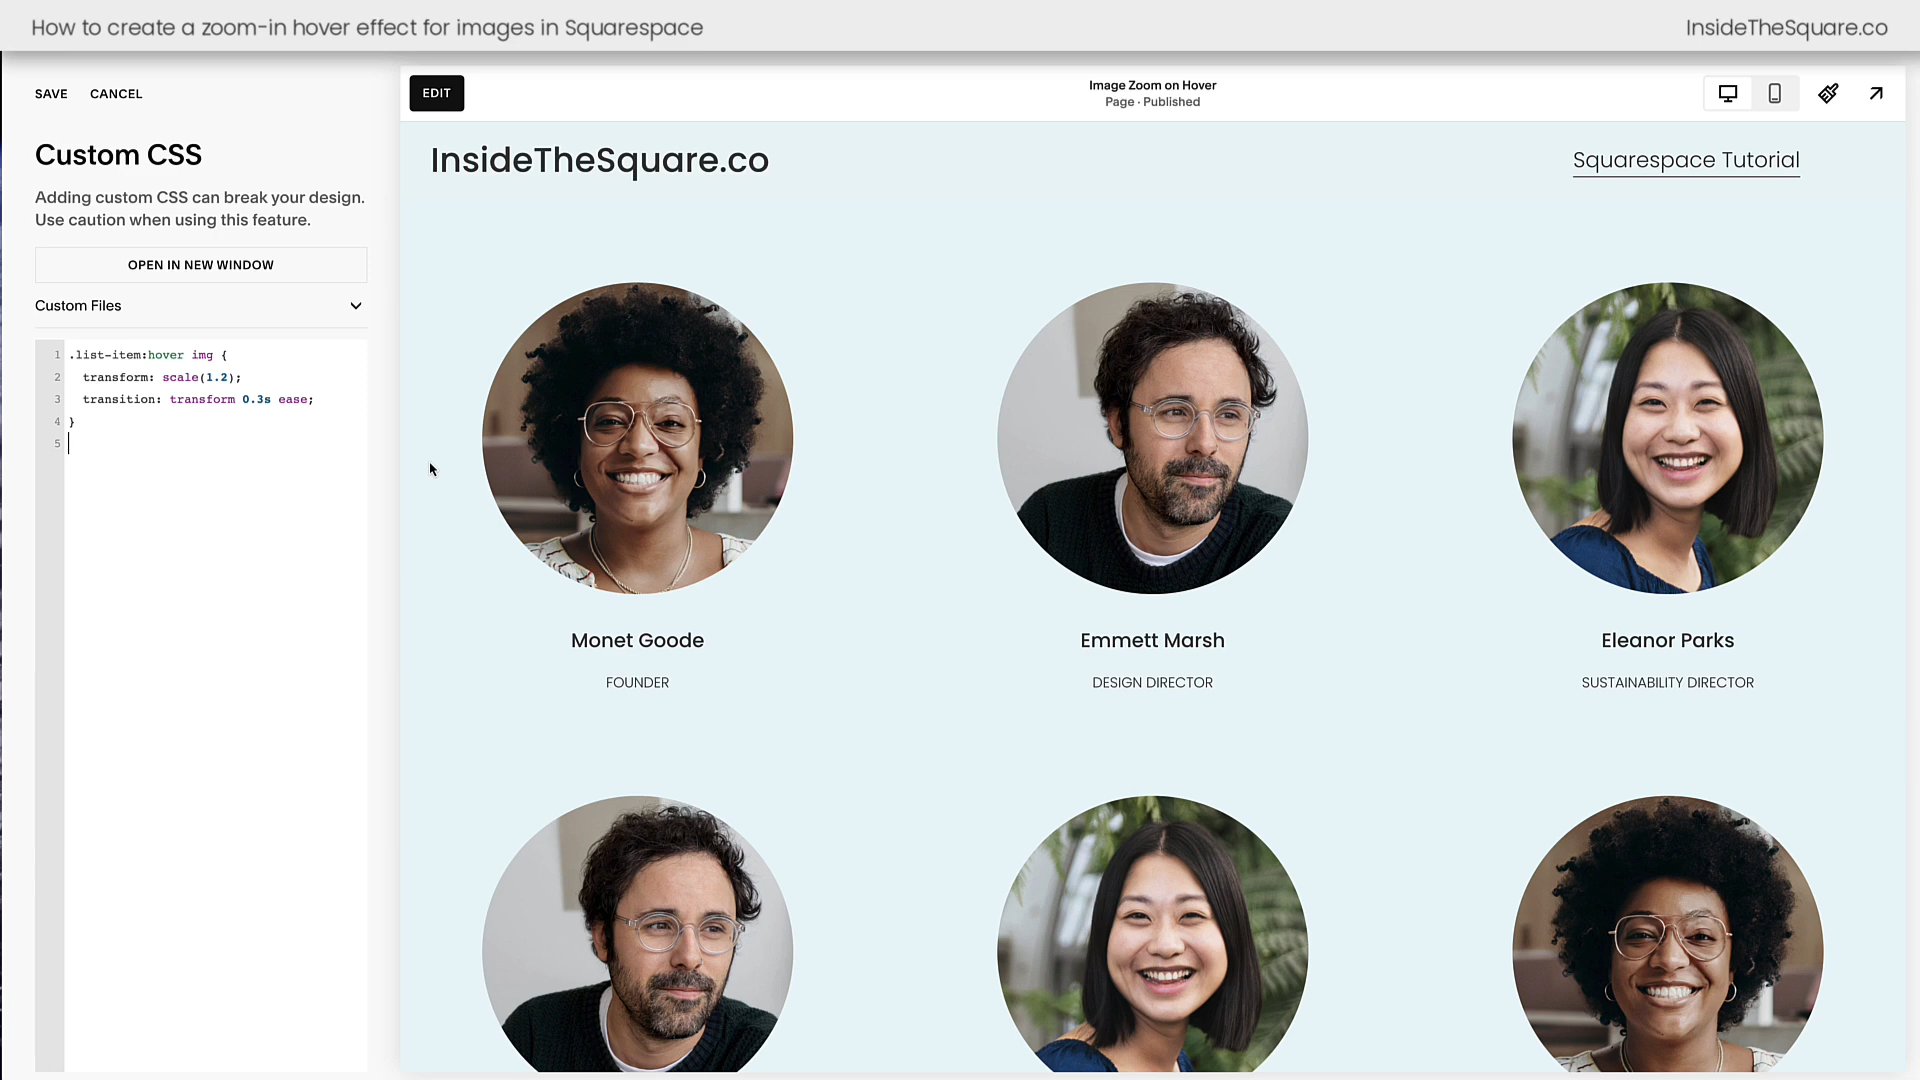 How to create a zoom-in hover effect for images in Squarespace
InsideTheSquare.co
SAVE CANCEL
EDIT
Image Zoom on Hover
Page · Published
Custom CSS
Adding custom CSS can break your design.
Use caution when using this feature.
OPEN IN NEW WINDOW
Custom Files
1 .list-item:hover img {
2 transform: scale(1.2);
3 transition: transform 0.3s ease;
4 }
5
InsideTheSquare.co
Squarespace Tutorial
Monet Goode
FOUNDER
Emmett Marsh
DESIGN DIRECTOR
Eleanor Parks
SUSTAINABILITY DIRECTOR